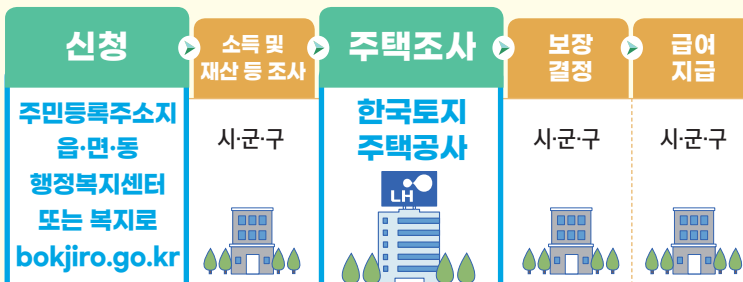 신청
소득 및
재산 등 조사
주택조사
보장
결정
급여
지급
주민등록주소지
읍·면·동
행정복지센터
또는 복지로
bokjiro.go.kr
시·군·구
한국토지
주택공사
LH
시·군·구
시·군·구